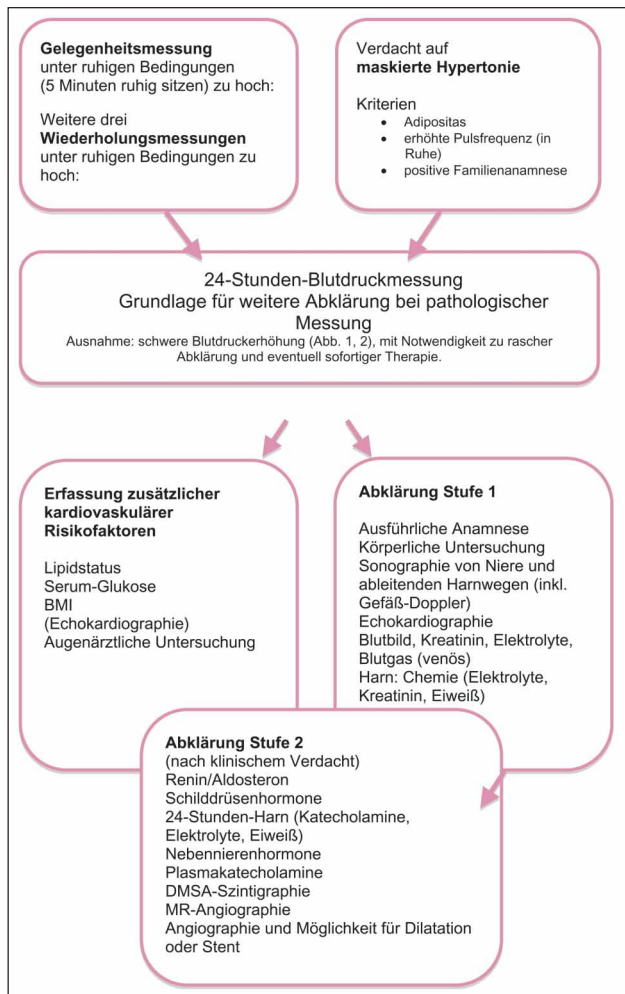 Gelegenheitsmessung
unter ruhigen Bedingungen
(5 Minuten ruhig sitzen) zu hoch:
Weitere drei
Wiederholungsmessungen
unter ruhigen Bedingungen zu
hoch:
Verdacht auf
maskierte Hypertonie
Kriterien
• Adipositas
• erhöhte Pulsfrequenz (in
Ruhe)
• positive Familienanamnese
24-Stunden-Blutdruckmessung
Grundlage für weitere Abklärung bei pathologischer
Messung
Ausnahme: schwere Blutdruckerhöhung (Abb. 1, 2), mit Notwendigkeit zu rascher
Abklärung und eventuell sofortiger Therapie.
Erfassung zusätzlicher
kardiovaskulärer
Risikofaktoren
Lipidstatus
Serum-Glukose
BMI
(Echokardiographie)
Augenärztliche Untersuchung
Abklärung Stufe 1
Ausführliche Anamnese
Körperliche Untersuchung
Sonographie von Niere und
ableitenden Harnwegen (inkl.
Gefäß-Doppler)
Echokardiographie
Blutbild, Kreatinin, Elektrolyte,
Blutgas (venös)
Harn: Chemie (Elektrolyte,
Kreatinin, Eiweiß)
Abklärung Stufe 2
(nach klinischem Verdacht)
Renin/Aldosteron
Schilddrüsenhormone
24-Stunden-Harn (Katecholamine,
Elektrolyte, Eiweiß)
Nebennierenhormone
Plasmakatecholamine
DMSA-Szintigraphie
MR-Angiographie
Angiographie und Möglichkeit für Dilatation
oder Stent